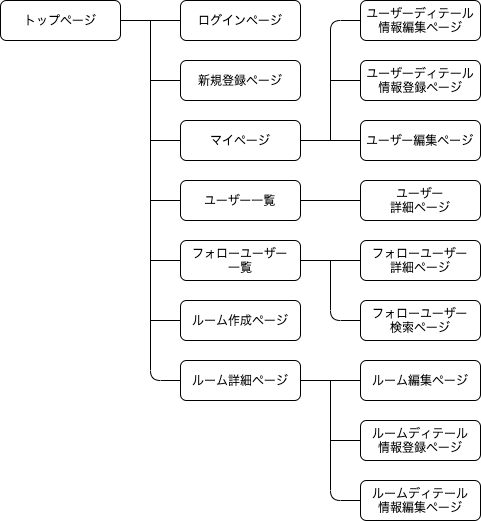 トップページ
ログインページ
ユーザーディテール
情報編集ページ
新規登録ページ
ユーザーディテール
情報登録ページ
マイページ
ユーザー編集ページ
ユーザー一覧
ユーザー
詳細ページ
フォローユーザー
一覧
フォローユーザー
詳細ページ
ルーム作成ページ
フォローユーザー
検索ページ
ルーム詳細ページ
ルーム編集ページ
ルームディテール
情報登録ページ
ルームディテール
情報編集ページ